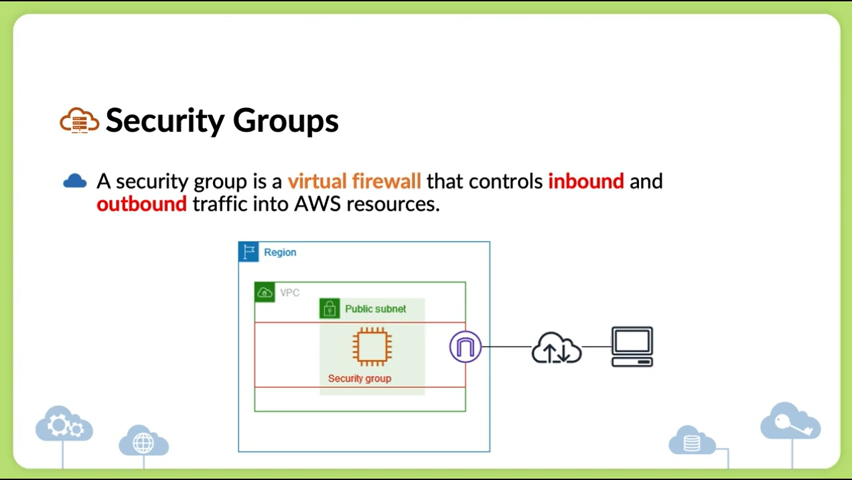 Security Groups
A security group is a virtual firewall that controls inbound and
outbound traffic into AWS resources.
Region
VPC
Public subnet
Security group